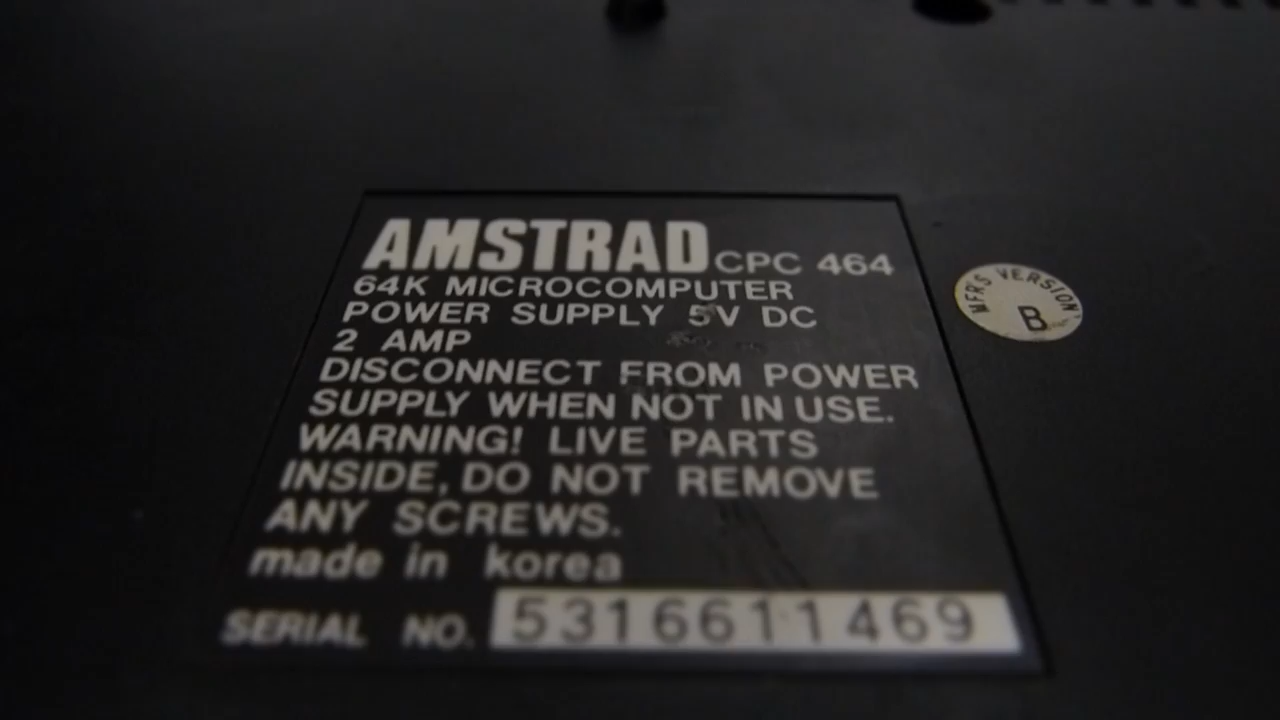 AMSTRAD CPC 464
64K MICROCOMPUTER
POWER SUPPLY 5V DC
2 AMP
DISCONNECT FROM POWER
SUPPLY WHEN NOT IN USE.
WARNING! LIVE PARTS
INSIDE, DO NOT REMOVE
ANY SCREWS.
made in korea
SERIAL NO. 5316611469
MFR'S VERSION
B